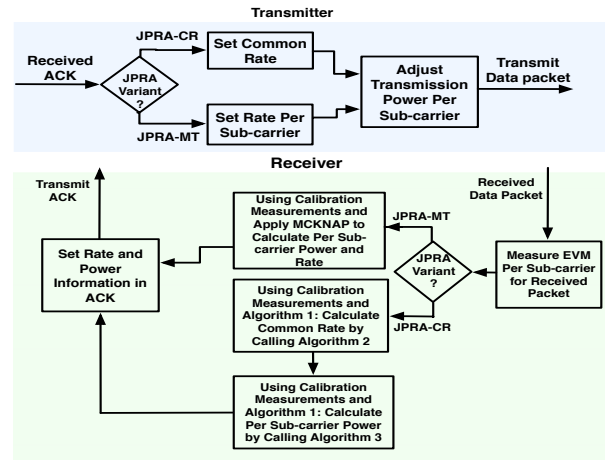 Transmitter
Received
ACK
JPRA
Variant
?
JPRA-CR
Set Common
Rate
JPRA-MT
Set Rate Per
Sub-carrier
Adjust
Transmission
Power Per
Sub-carrier
Transmit
Data packet
Receiver
Transmit
ACK
Received
Data Packet
Measure EVM
Per Sub-carrier
for Received
Packet
JPRA
Variant
?
JPRA-MT
Using Calibration
Measurements and
Apply MCKNAP to
Calculate Per Sub-
carrier Power and
Rate
JPRA-CR
Using Calibration
Measurements and
Algorithm 1: Calculate
Common Rate by
Calling Algorithm 2
Using Calibration
Measurements and
Algorithm 1: Calculate
Per Sub-carrier Power
by Calling Algorithm 3
Set Rate and
Power
Information in
ACK